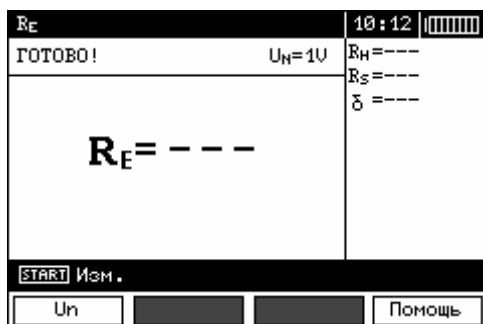 RE 10:12
ГОТОВО! UN=1V
RH=---
RS=---
δ =---
RE= - - -
START Изм.
Un Помощь